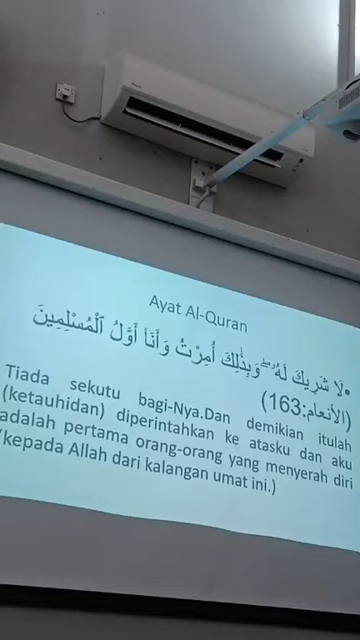 Ayat Al-Quran
•لَا شَرِيكَ لَهُۥۖ وَبِذَٰلِكَ أُمِرْتُ وَأَنَا۠ أَوَّلُ ٱلْمُسْلِمِينَ
(الأنعام:163)
Tiada sekutu bagi-Nya.Dan demikian itulah
(ketauhidan) diperintahkan ke atasku dan aku
adalah pertama orang-orang yang menyerah diri
(kepada Allah dari kalangan umat ini.)